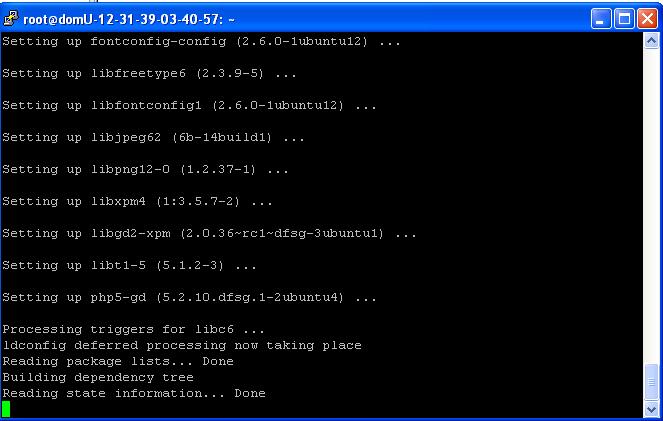 root@domU-12-31-39-03-40-57: ~
Setting up fontconfig-config (2.6.0-1ubuntu12) ...
Setting up libfreetype6 (2.3.9-5) ...
Setting up libfontconfig1 (2.6.0-1ubuntu12) ...
Setting up libjpeg62 (6b-14build1) ...
Setting up libpng12-0 (1.2.37-1) ...
Setting up libxpm4 (1:3.5.7-2) ...
Setting up libgd2-xpm (2.0.36~rc1~dfsg-3ubuntu1) ...
Setting up libt1-5 (5.1.2-3) ...
Setting up php5-gd (5.2.10.dfsg.1-2ubuntu4) ...
Processing triggers for libc6 ...
ldconfig deferred processing now taking place
Reading package lists... Done
Building dependency tree
Reading state information... Done